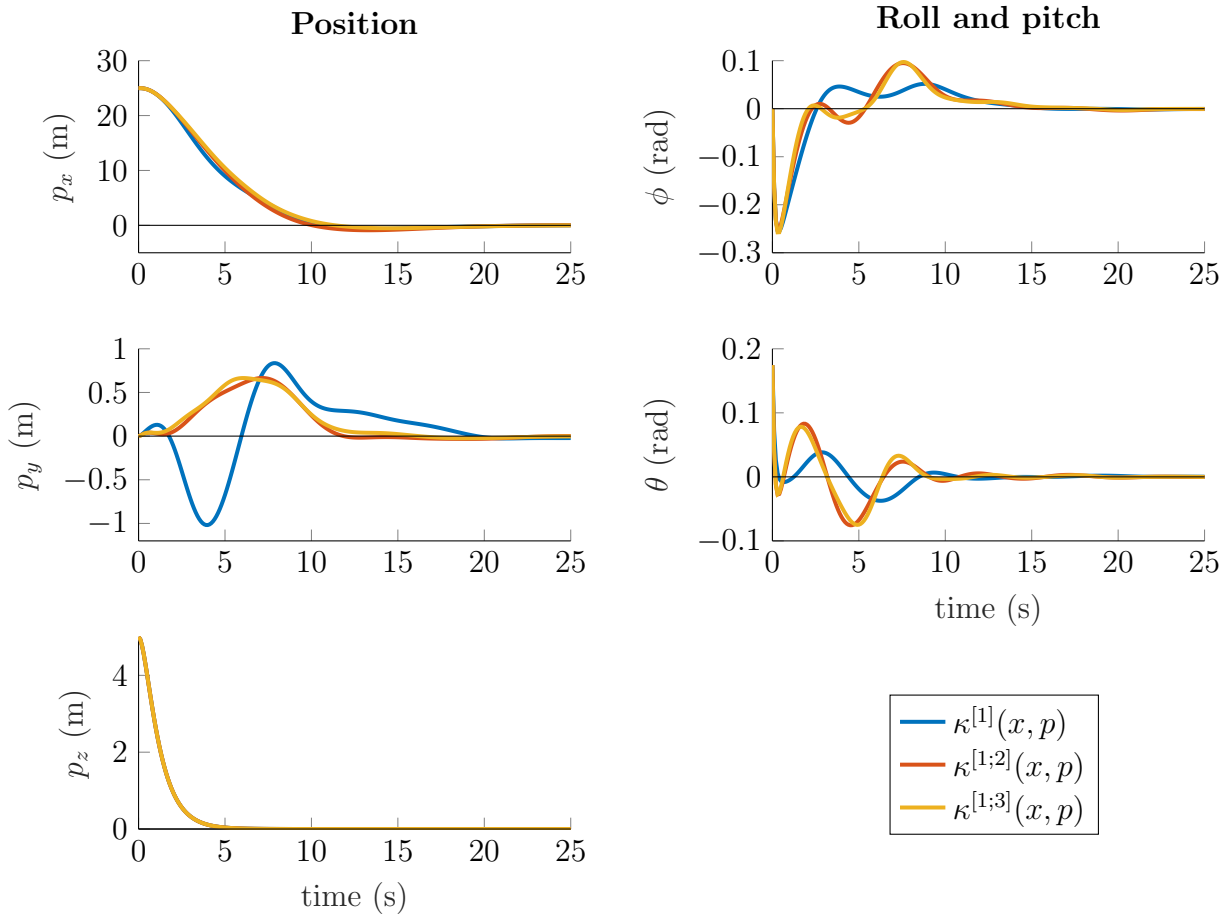 Position
30
20
10
0
p_x (m)
0 5 10 15 20 25
1
0.5
0
−0.5
−1
p_y (m)
0 5 10 15 20 25
4
2
0
p_z (m)
0 5 10 15 20 25
time (s)
Roll and pitch
0.1
0
−0.1
−0.2
−0.3
ϕ (rad)
0 5 10 15 20 25
0.2
0.1
0
−0.1
θ (rad)
0 5 10 15 20 25
time (s)
κ^{[1]}(x, p)
κ^{[1;2]}(x, p)
κ^{[1;3]}(x, p)